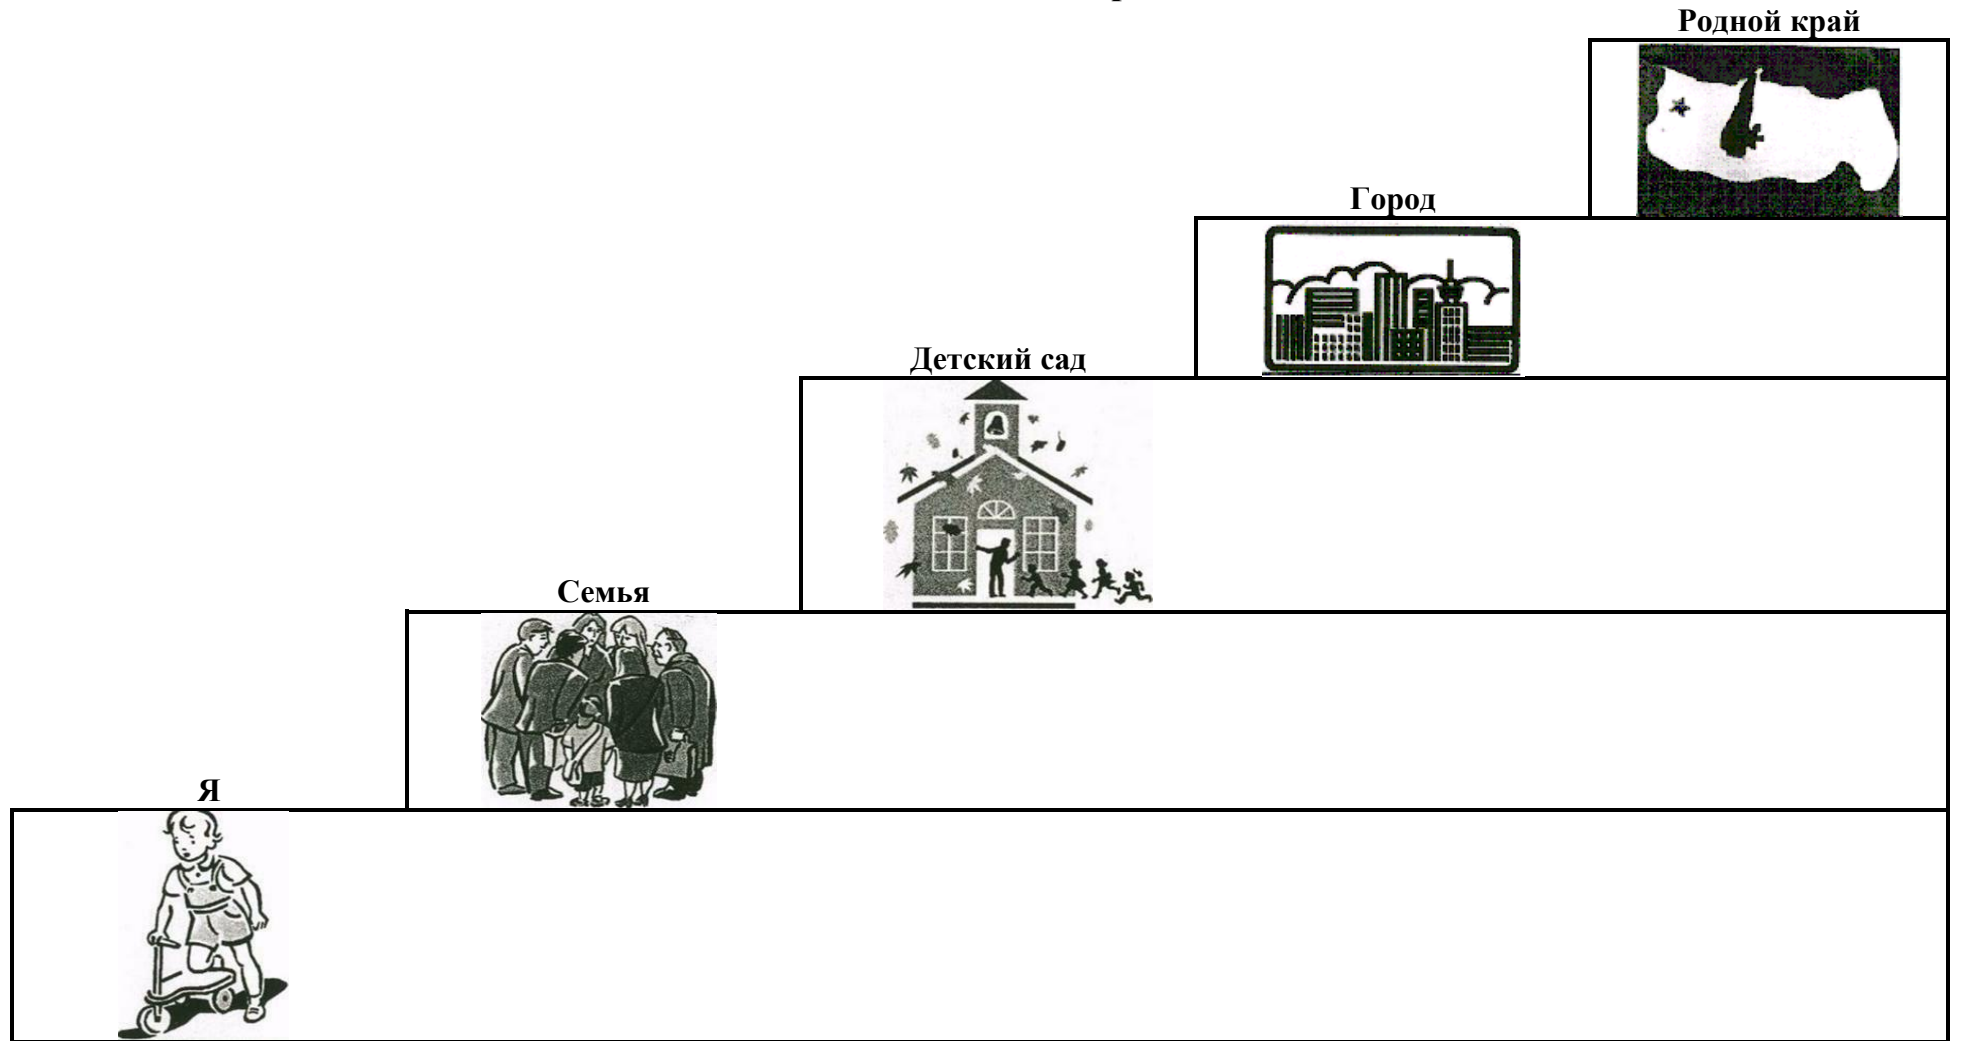 Родной край
Город
Детский сад
Семья
Я